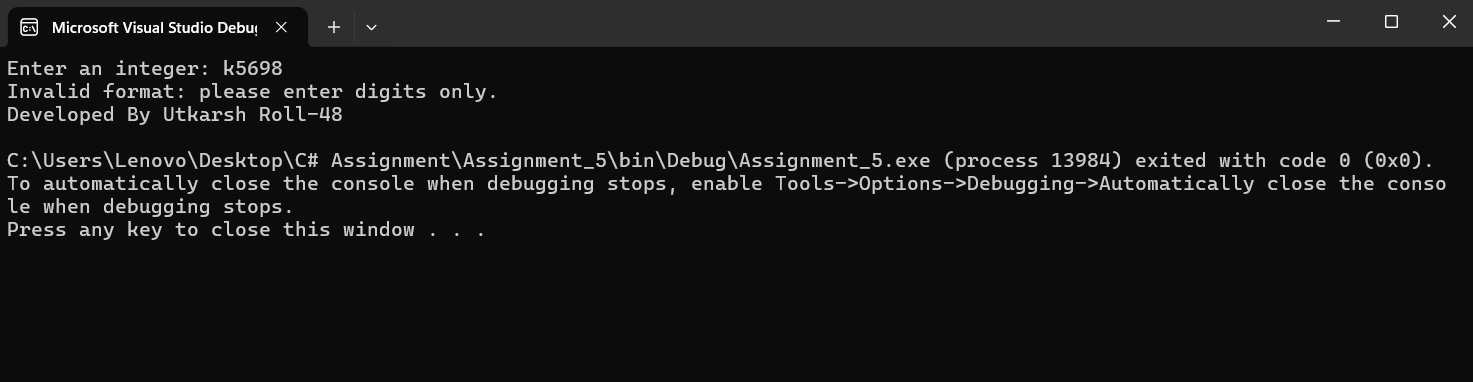 Microsoft Visual Studio Debug
Enter an integer: k5698
Invalid format: please enter digits only.
Developed By Utkarsh Roll-48
C:\Users\Lenovo\Desktop\C# Assignment\Assignment_5\bin\Debug\Assignment_5.exe (process 13984) exited with code 0 (0x0).
To automatically close the console when debugging stops, enable Tools->Options->Debugging->Automatically close the conso
le when debugging stops.
Press any key to close this window . . .